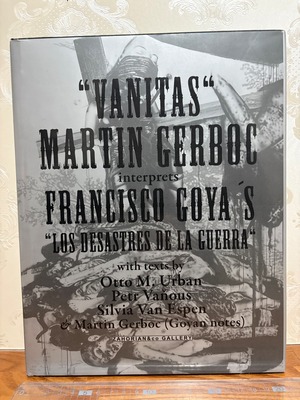 “VANITAS“
MARTIN GERBOC
interprets
FRANCISCO GOYA´S
“LOS DESASTRES DE LA GUERRA“
with texts by
Otto M. Urban
Petr Vaňous
Silvia Van Espen
& Martin Gerboc (Goyan notes)
ZAHORIAN&co GALLERY